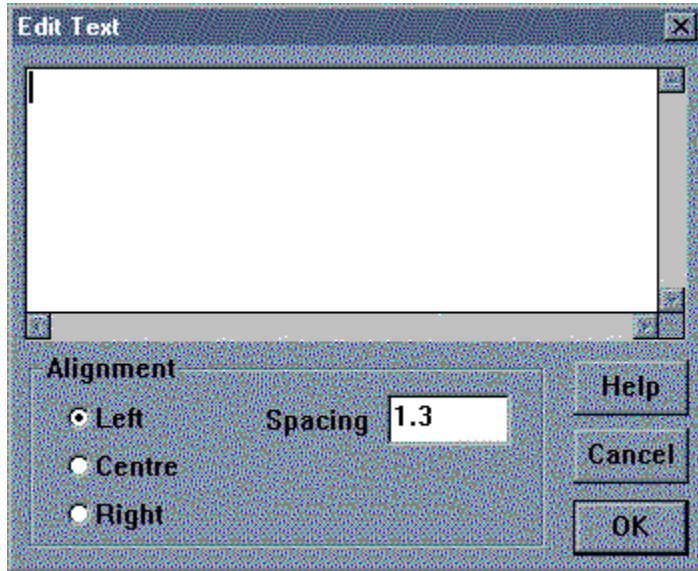 Edit Text
Alignment
Left
Spacing 1.3
Centre
Right
Help
Cancel
OK